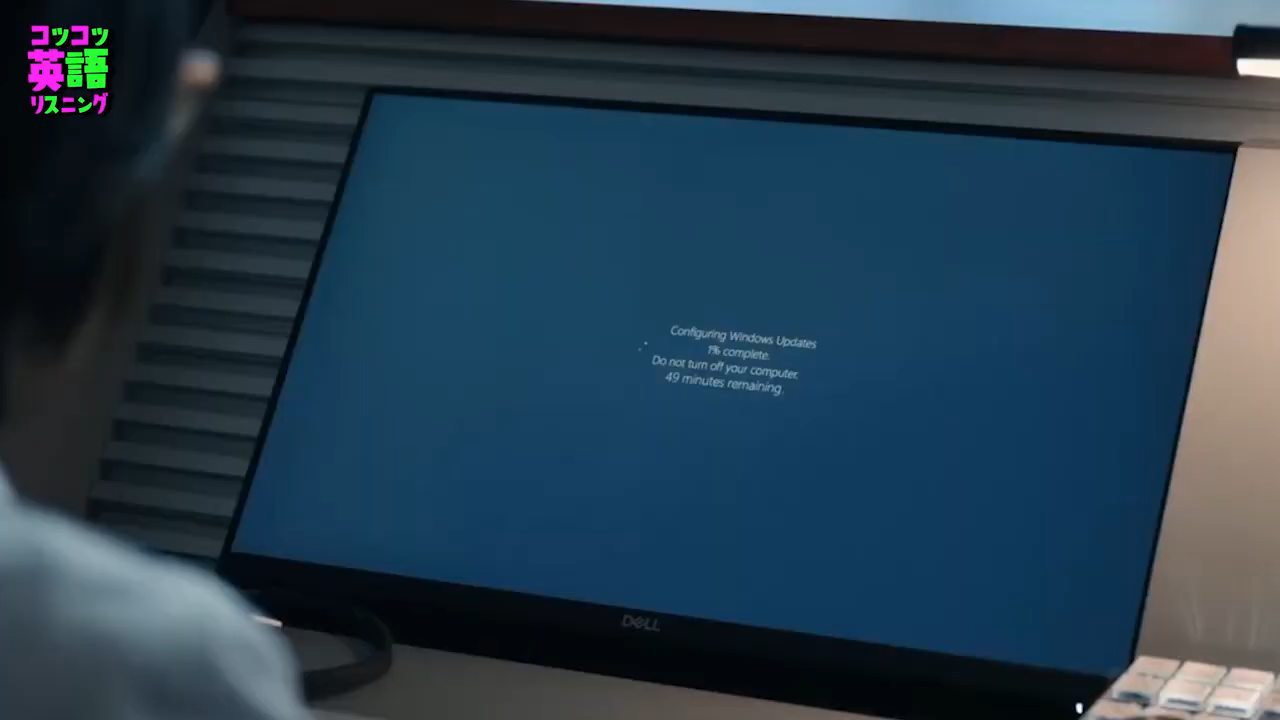 コツコツ
英語
リスニング
Configuring Windows Updates
1% complete.
Do not turn off your computer.
49 minutes remaining.
DELL